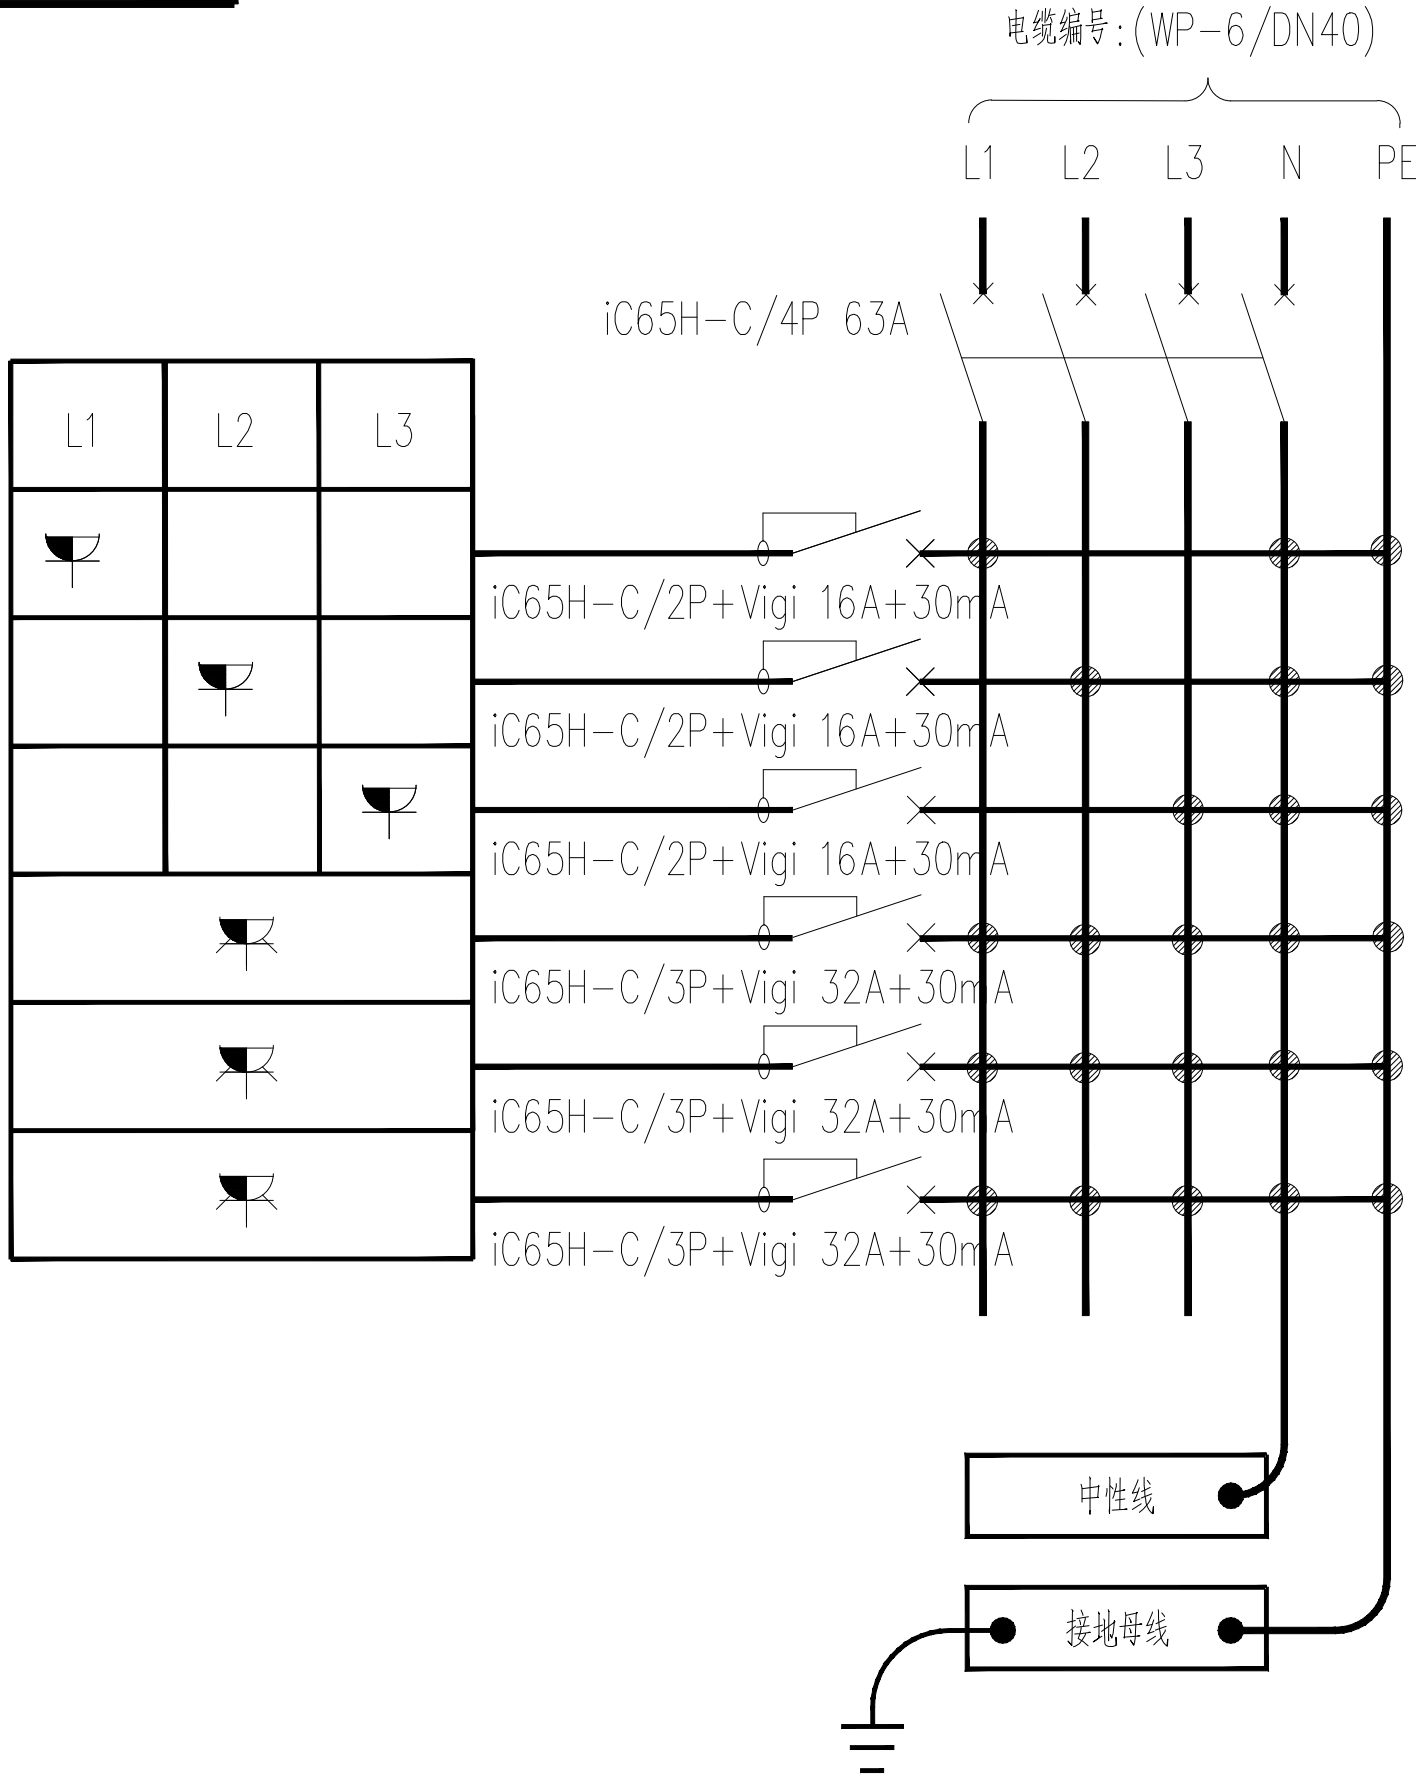 电缆编号:(WP-6/DN40)
L1 L2 L3 N PE
iC65H-C/4P 63A
L1 L2 L3
iC65H-C/2P+Vigi 16A+30mA
iC65H-C/2P+Vigi 16A+30mA
iC65H-C/2P+Vigi 16A+30mA
iC65H-C/3P+Vigi 32A+30mA
iC65H-C/3P+Vigi 32A+30mA
iC65H-C/3P+Vigi 32A+30mA
中性线
接地母线